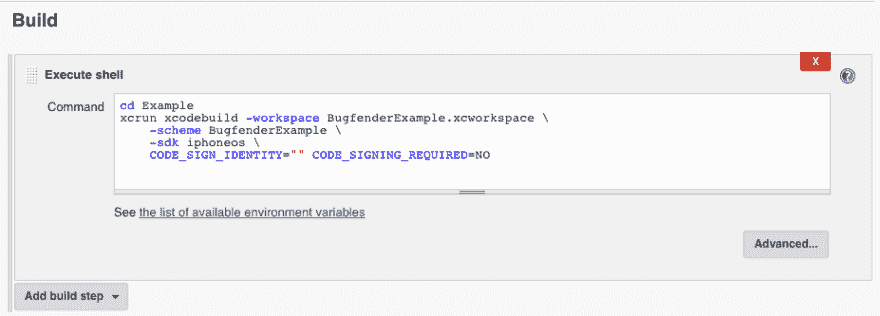 Build
X
Execute shell
?
Command
cd Example
xcrun xcodebuild -workspace BugfenderExample.xcworkspace \
-scheme BugfenderExample \
-sdk iphoneos \
CODE_SIGN_IDENTITY="" CODE_SIGNING_REQUIRED=NO
See the list of available environment variables
Advanced...
Add build step